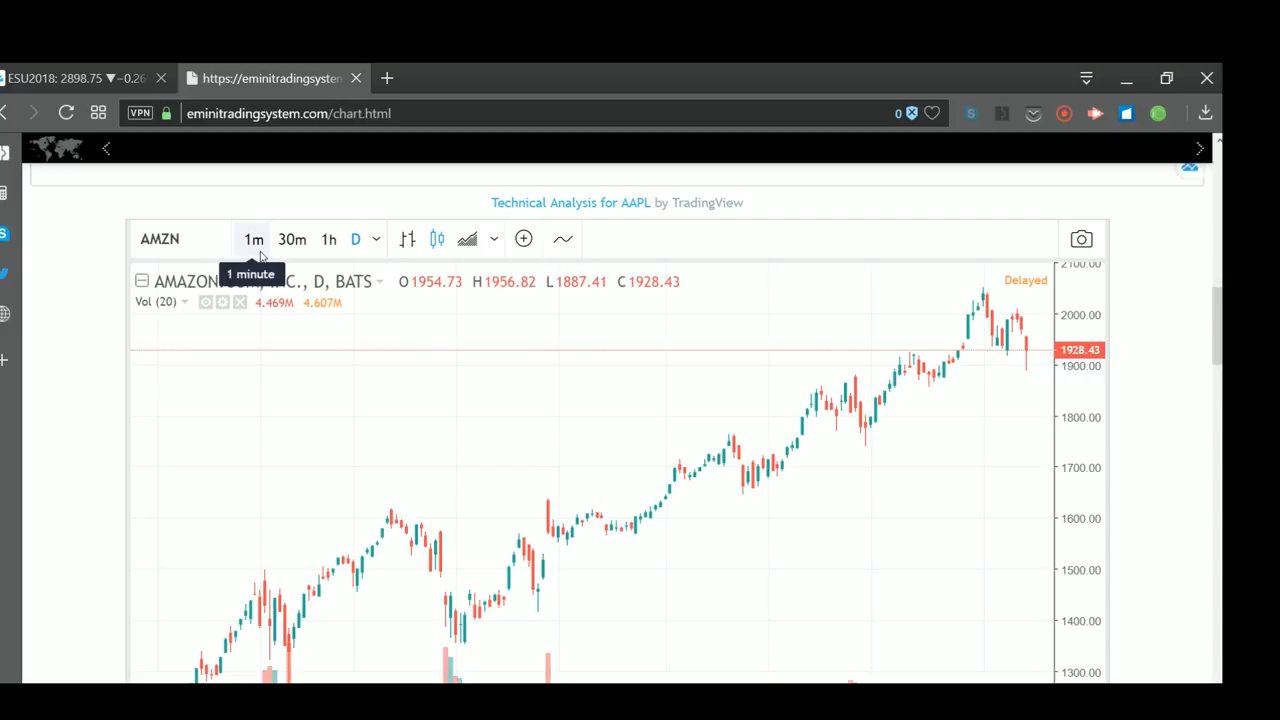 ESU2018: 2898.75 ▼−0.26
https://eminitradingsystem
VPN
eminitradingsystem.com/chart.html
0
Technical Analysis for AAPL by TradingView
AMZN 1m 30m 1h D
1 minute
AMAZON , INC., D, BATS O1954.73 H1956.82 L1887.41 C1928.43
Delayed
Vol (20) 4.469M 4.607M
2100.00
2000.00
1928.43
1900.00
1800.00
1700.00
1600.00
1500.00
1400.00
1300.00